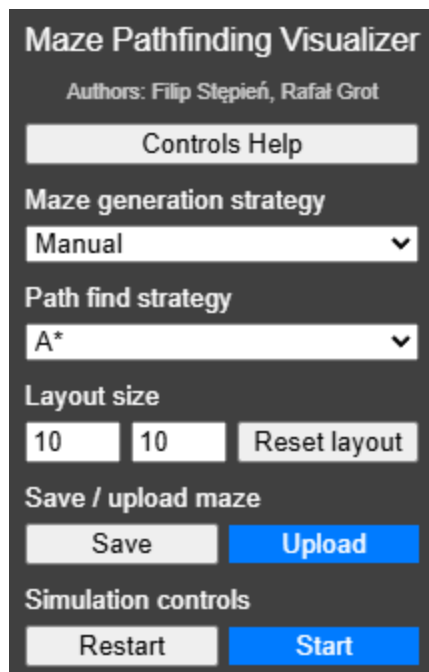 Maze Pathfinding Visualizer
Authors: Filip Stępień, Rafał Grot
Controls Help
Maze generation strategy
Manual
Path find strategy
A*
Layout size
10 10 Reset layout
Save / upload maze
Save Upload
Simulation controls
Restart Start